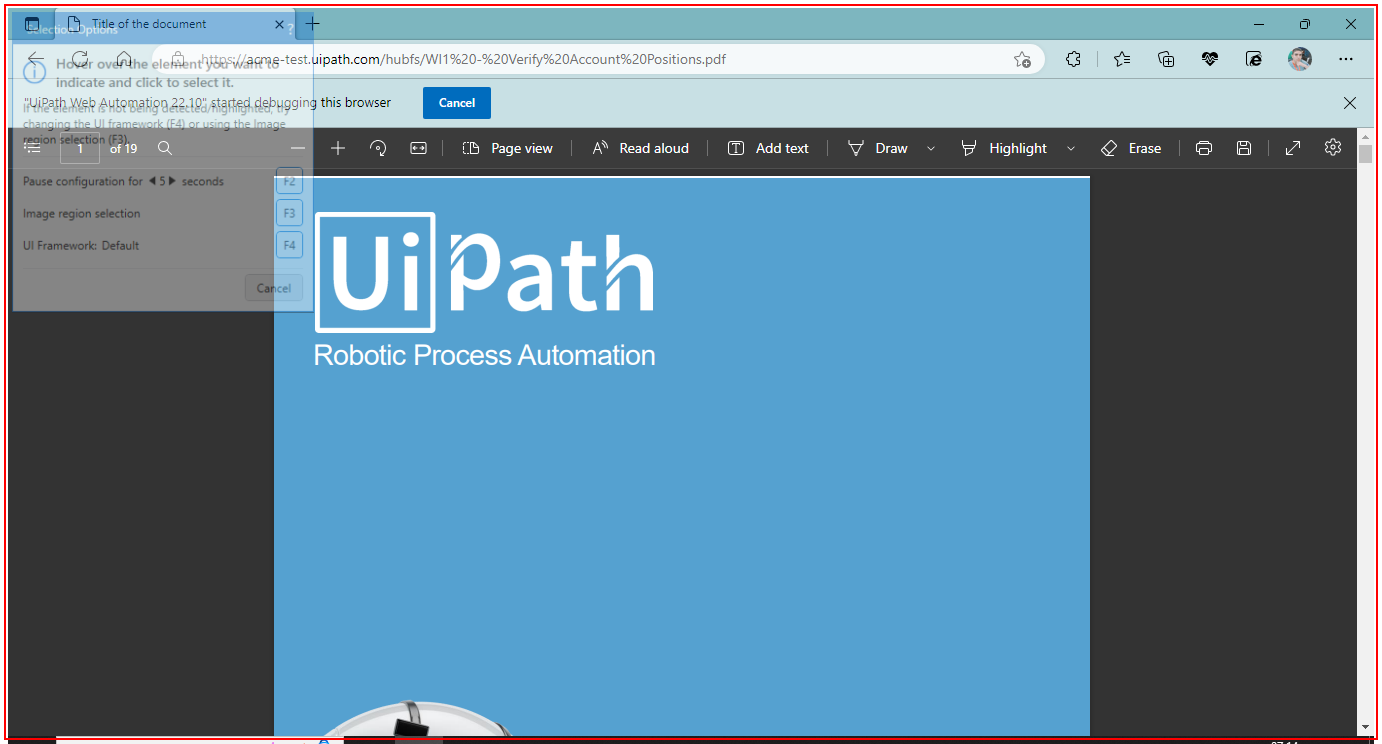 Title of the document
Selection Options ?
https://acme-test.uipath.com/hubfs/WI1%20-%20Verify%20Account%20Positions.pdf
Hover over the element you want to
indicate and click to select it.
"UiPath Web Automation 22.10" started debugging this browser
Cancel
If the element is not being detected/highlighted, try
changing the UI framework (F4) or using the Image
region selection (F3).
1 of 19
Page view
Read aloud
Add text
Draw
Highlight
Erase
Pause configuration for 5 seconds F2
Image region selection F3
UI Framework: Default F4
Cancel
UiPath
Robotic Process Automation